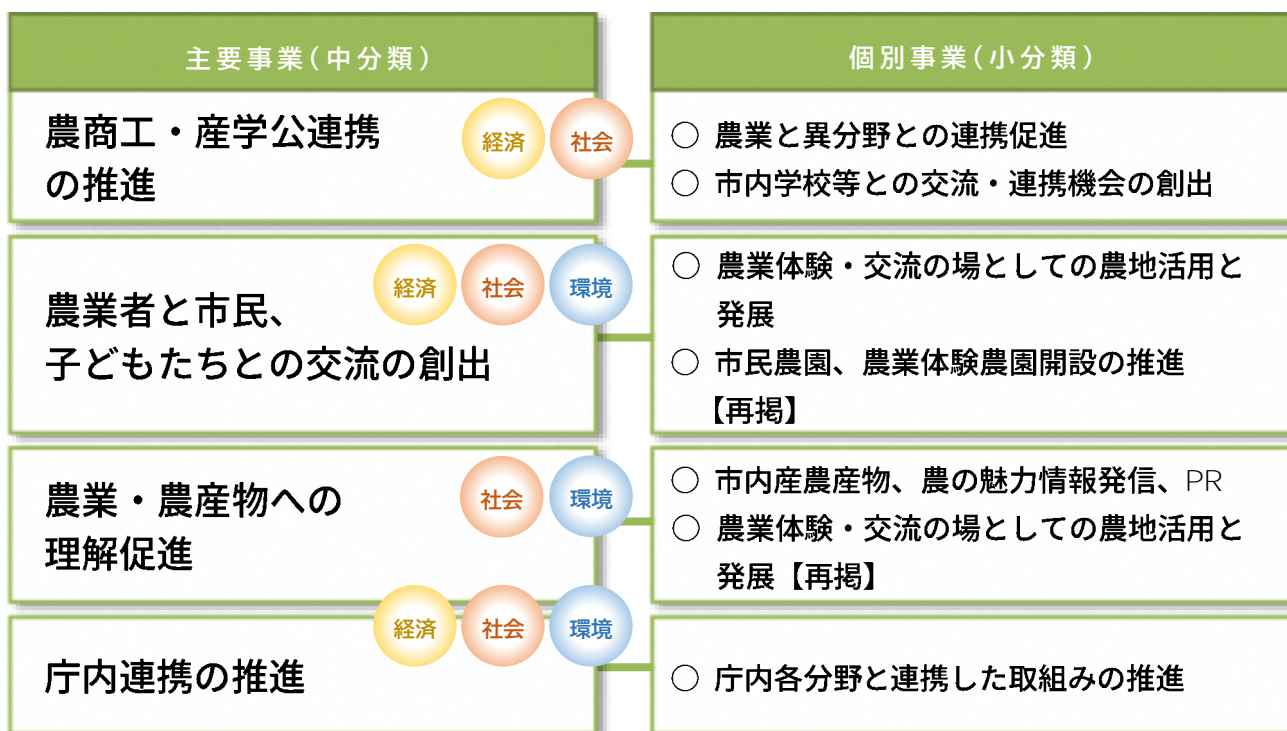 主要事業(中分類)
個別事業(小分類)
農商工・産学公連携
の推進
経済
社会
○ 農業と異分野との連携促進
○ 市内学校等との交流・連携機会の創出
経済
社会
環境
農業者と市民、
子どもたちとの交流の創出
○ 農業体験・交流の場としての農地活用と
発展
○ 市民農園、農業体験農園開設の推進
【再掲】
農業・農産物への
理解促進
社会
環境
○ 市内産農産物、農の魅力情報発信、PR
○ 農業体験・交流の場としての農地活用と
発展【再掲】
経済
社会
環境
庁内連携の推進
○ 庁内各分野と連携した取組みの推進